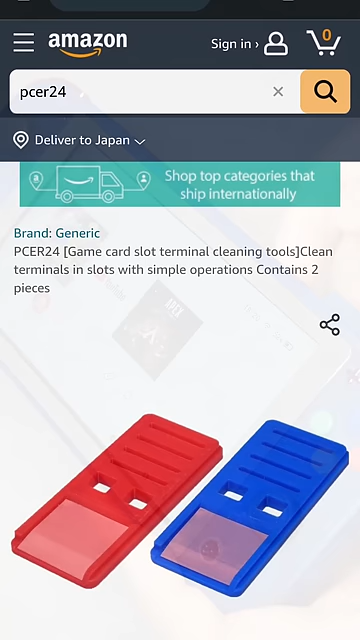 amazon
Sign in ›
0
pcer24
Deliver to Japan
Shop top categories that
ship internationally
Brand: Generic
PCER24 [Game card slot terminal cleaning tools]Clean
terminals in slots with simple operations Contains 2
pieces